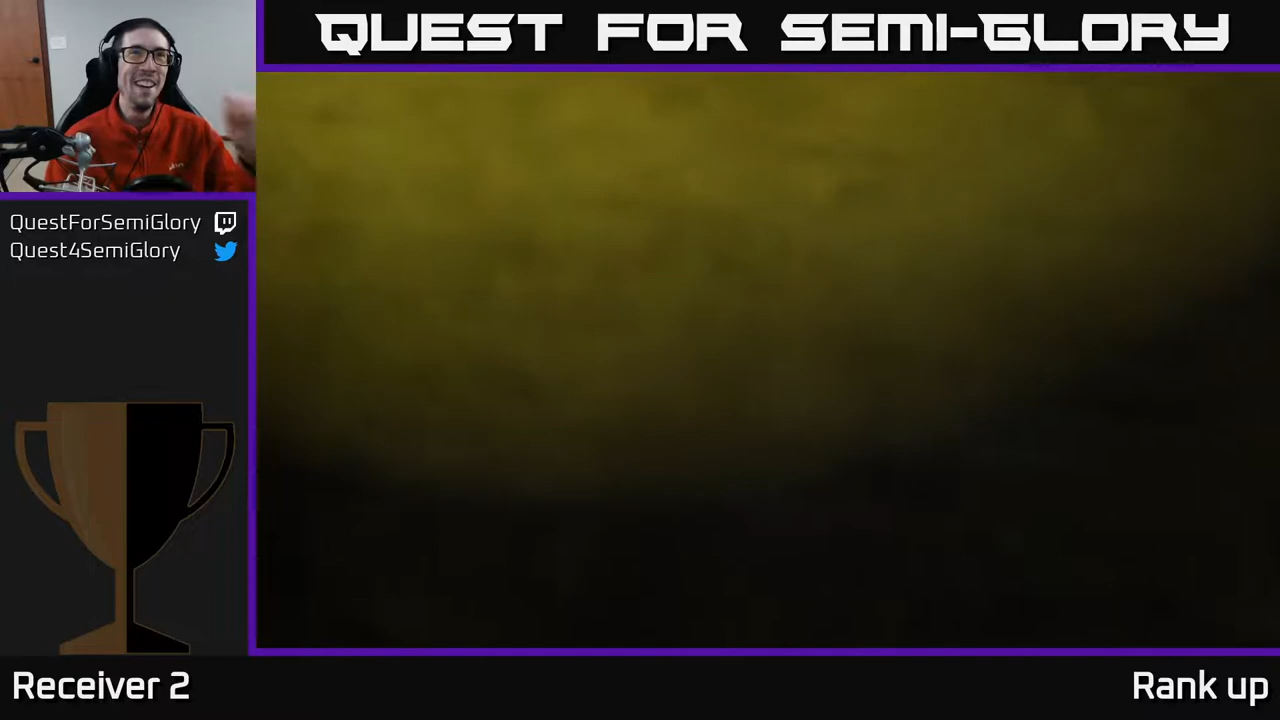 QUEST FOR SEMI-GLORY
QuestForSemiGlory
Quest4SemiGlory
Receiver 2
Rank up